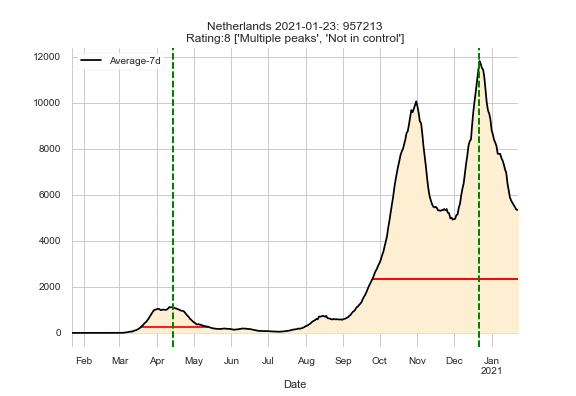 Netherlands 2021-01-23: 957213
Rating:8 ['Multiple peaks', 'Not in control']
Average-7d
12000
10000
8000
6000
4000
2000
0
Feb Mar Apr May Jun Jul Aug Sep Oct Nov Dec Jan
2021
Date